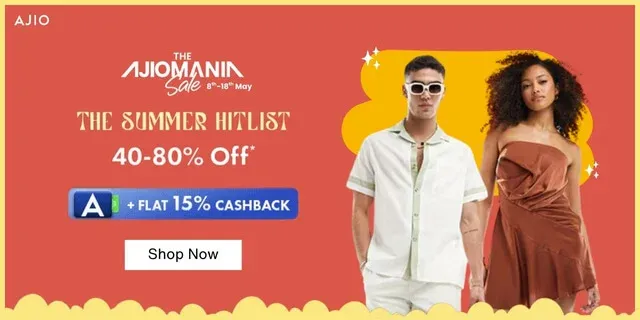 AJIO
THE
AJIOMANIA
Sale 8th-18th May
THE SUMMER HITLIST
40-80% Off*
A + FLAT 15% CASHBACK
Shop Now